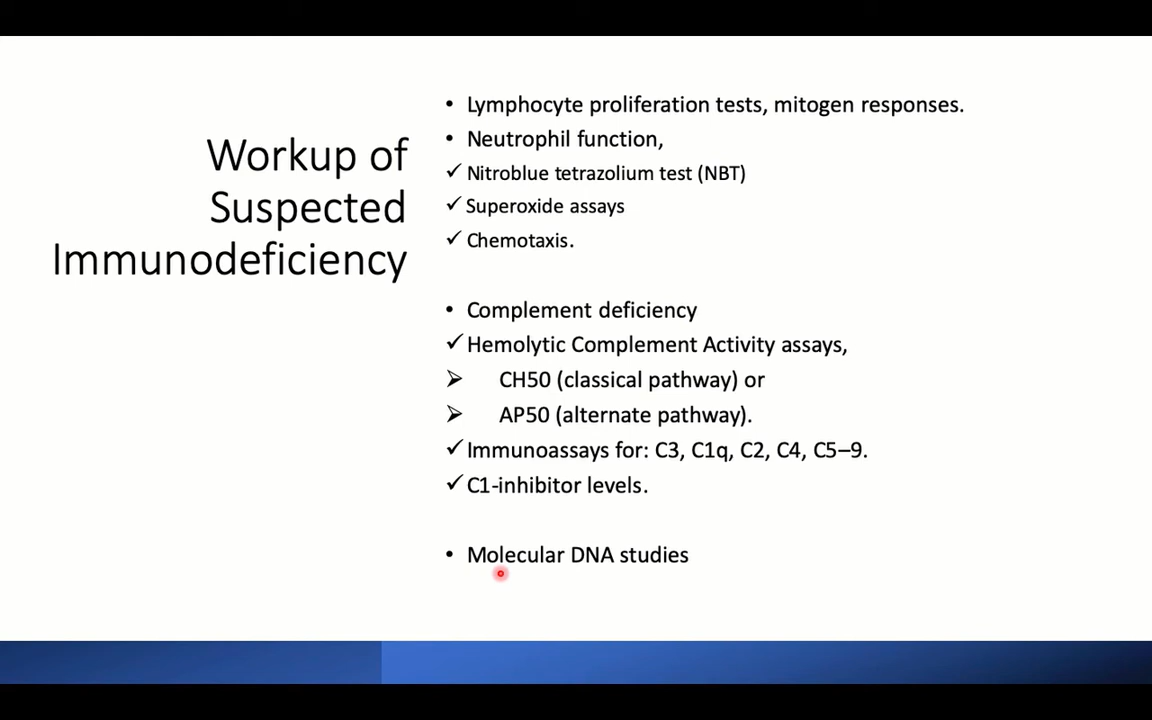 Workup of
Suspected
Immunodeficiency
• Lymphocyte proliferation tests, mitogen responses.
• Neutrophil function,
✓ Nitroblue tetrazolium test (NBT)
✓ Superoxide assays
✓ Chemotaxis.
• Complement deficiency
✓ Hemolytic Complement Activity assays,
➢ CH50 (classical pathway) or
➢ AP50 (alternate pathway).
✓ Immunoassays for: C3, C1q, C2, C4, C5–9.
✓ C1-inhibitor levels.
• Molecular DNA studies